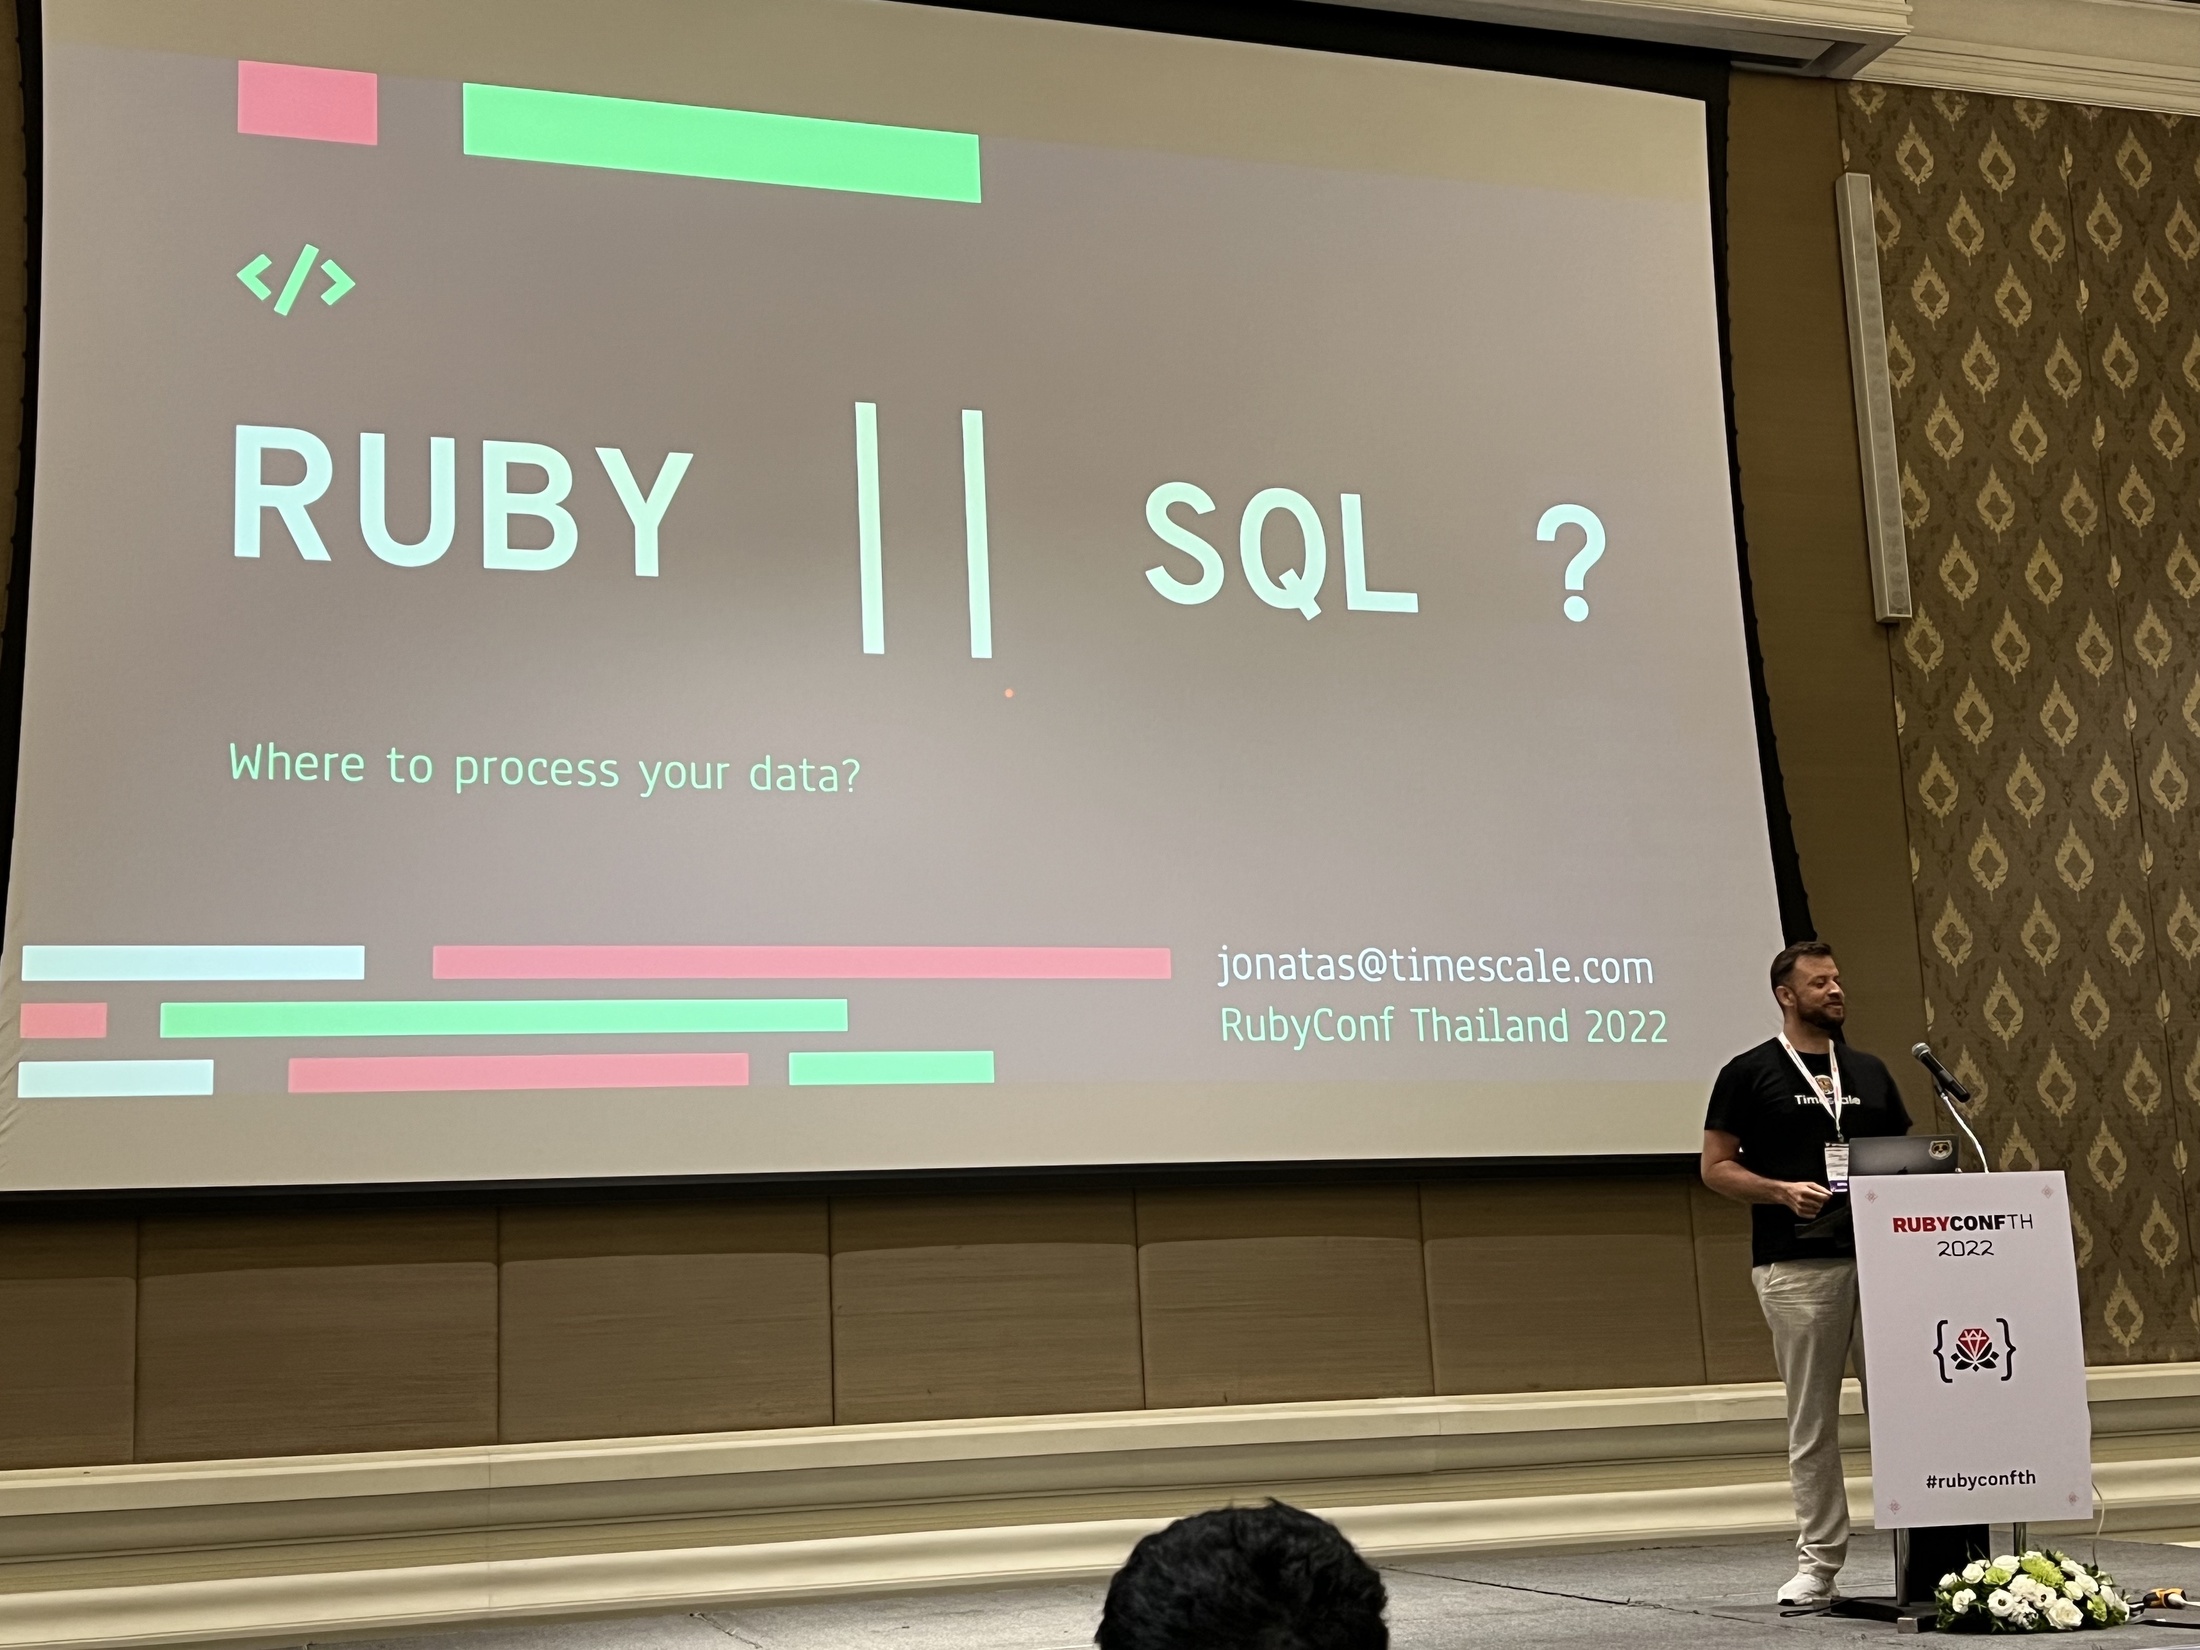 </>
RUBY || SQL ?
Where to process your data?
jonatas@timescale.com
RubyConf Thailand 2022
Timescale
RUBYCONFTH
2022
{ }
#rubyconfth